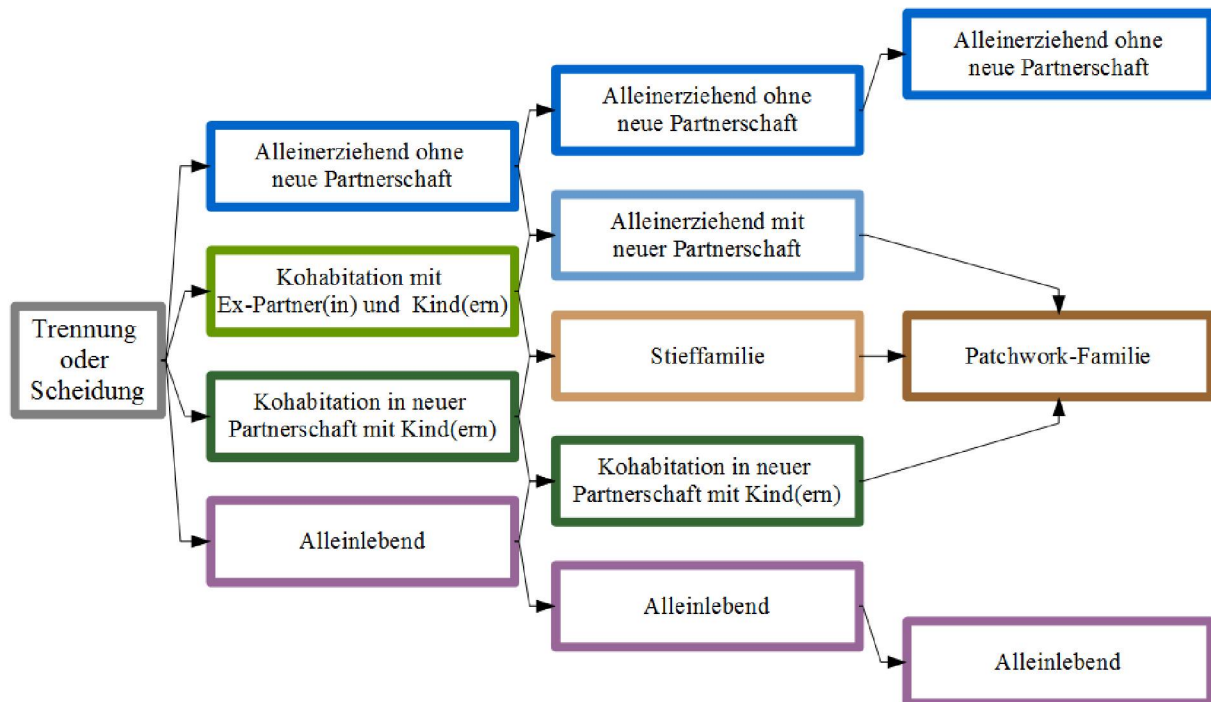 Trennung
oder
Scheidung
Alleinerziehend ohne
neue Partnerschaft
Kohabitation mit
Ex-Partner(in) und Kind(ern)
Kohabitation in neuer
Partnerschaft mit Kind(ern)
Alleinlebend
Alleinerziehend ohne
neue Partnerschaft
Alleinerziehend mit
neuer Partnerschaft
Stieffamilie
Kohabitation in neuer
Partnerschaft mit Kind(ern)
Alleinlebend
Alleinerziehend ohne
neue Partnerschaft
Patchwork-Familie
Alleinlebend